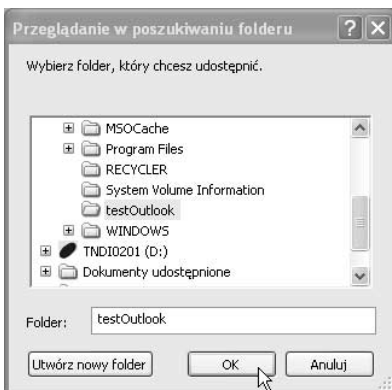 Przeglądanie w poszukiwaniu folderu
Wybierz folder, który chcesz udostępnić.
MSOCache
Program Files
RECYCLER
System Volume Information
testOutlook
WINDOWS
TNDI0201 (D:)
Dokumenty udostępnione
Folder: testOutlook
Utwórz nowy folder OK Anuluj